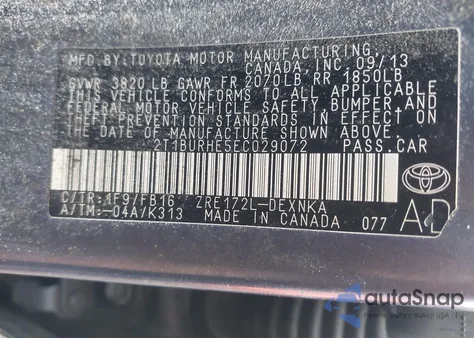 MFD. BY: TOYOTA MOTOR MANUFACTURING.
CANADA, INC. 09/13
GVWR 3820 LB GAWR FR 2070LB RR 1850LB
THIS VEHICLE CONFORMS TO ALL APPLICABLE
FEDERAL MOTOR VEHICLE SAFETY, BUMPER, AND
THEFT PREVENTION STANDARDS IN EFFECT ON
THE DATE OF MANUFACTURE SHOWN ABOVE.
2T1BURHE5EC029072 PASS.CAR
C/TR: 1F9/FB16 ZRE172L-DEXNKA
A/TM: -04A/K313 MADE IN CANADA 077
TOYOTA
AD
autoSnap